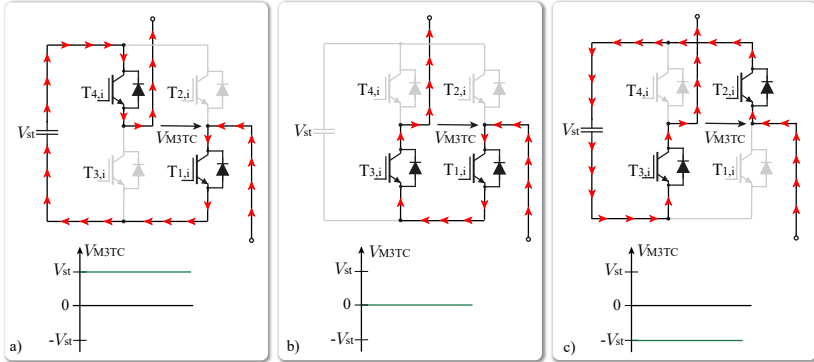 T4,i
T2,i
Vst
VM3TC
T3,i
T1,i
VM3TC
Vst
0
-Vst
a)
T4,i
T2,i
Vst
VM3TC
T3,i
T1,i
VM3TC
Vst
0
-Vst
b)
T4,i
T2,i
Vst
VM3TC
T3,i
T1,i
VM3TC
Vst
0
-Vst
c)